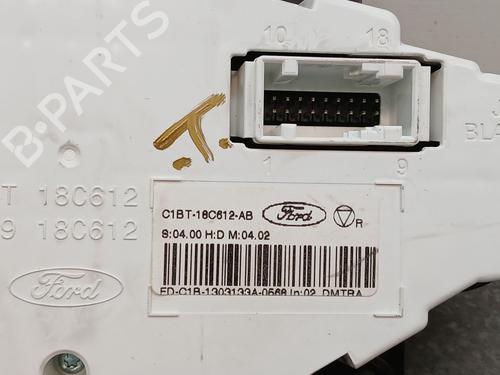 B-PARTS
10 18
1 9
BL
T.
C1BT-18C612-AB Ford R
S:04.00 H:D M:04.02
FD-C1B-1303133A-0568 In:02 DMTRA
T 18C612
9 18C612
Ford